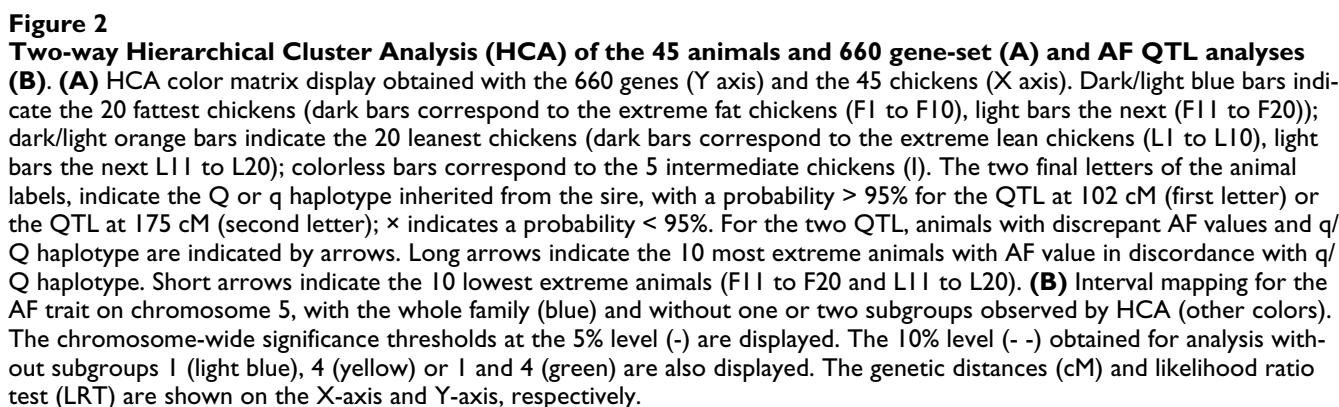 Figure 2
Two-way Hierarchical Cluster Analysis (HCA) of the 45 animals and 660 gene-set (A) and AF QTL analyses
(B). (A) HCA color matrix display obtained with the 660 genes (Y axis) and the 45 chickens (X axis). Dark/light blue bars indi-
cate the 20 fattest chickens (dark bars correspond to the extreme fat chickens (F1 to F10), light bars the next (F11 to F20));
dark/light orange bars indicate the 20 leanest chickens (dark bars correspond to the extreme lean chickens (L1 to L10), light
bars the next L11 to L20); colorless bars correspond to the 5 intermediate chickens (I). The two final letters of the animal
labels, indicate the Q or q haplotype inherited from the sire, with a probability > 95% for the QTL at 102 cM (first letter) or
the QTL at 175 cM (second letter); × indicates a probability < 95%. For the two QTL, animals with discrepant AF values and q/
Q haplotype are indicated by arrows. Long arrows indicate the 10 most extreme animals with AF value in discordance with q/
Q haplotype. Short arrows indicate the 10 lowest extreme animals (F11 to F20 and L11 to L20). (B) Interval mapping for the
AF trait on chromosome 5, with the whole family (blue) and without one or two subgroups observed by HCA (other colors).
The chromosome-wide significance thresholds at the 5% level (-) are displayed. The 10% level (- -) obtained for analysis with-
out subgroups 1 (light blue), 4 (yellow) or 1 and 4 (green) are also displayed. The genetic distances (cM) and likelihood ratio
test (LRT) are shown on the X-axis and Y-axis, respectively.